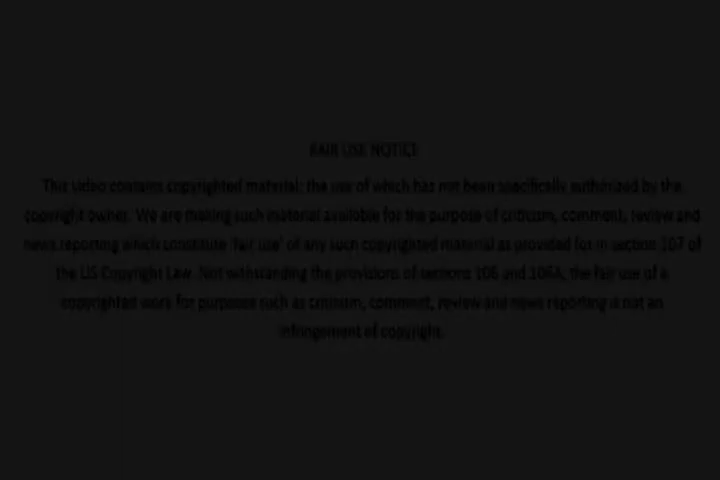 FAIR USE NOTICE
This video contains copyrighted material; the use of which has not been specifically authorized by the
copyright owner. We are making such material available for the purpose of criticism, comment, review and
news reporting which constitute 'fair use' of any such copyrighted material as provided for in section 107 of
the US Copyright Law. Not withstanding the provisions of sections 106 and 106A, the fair use of a
copyrighted work for purposes such as criticism, comment, review and news reporting is not an
infringement of copyright.